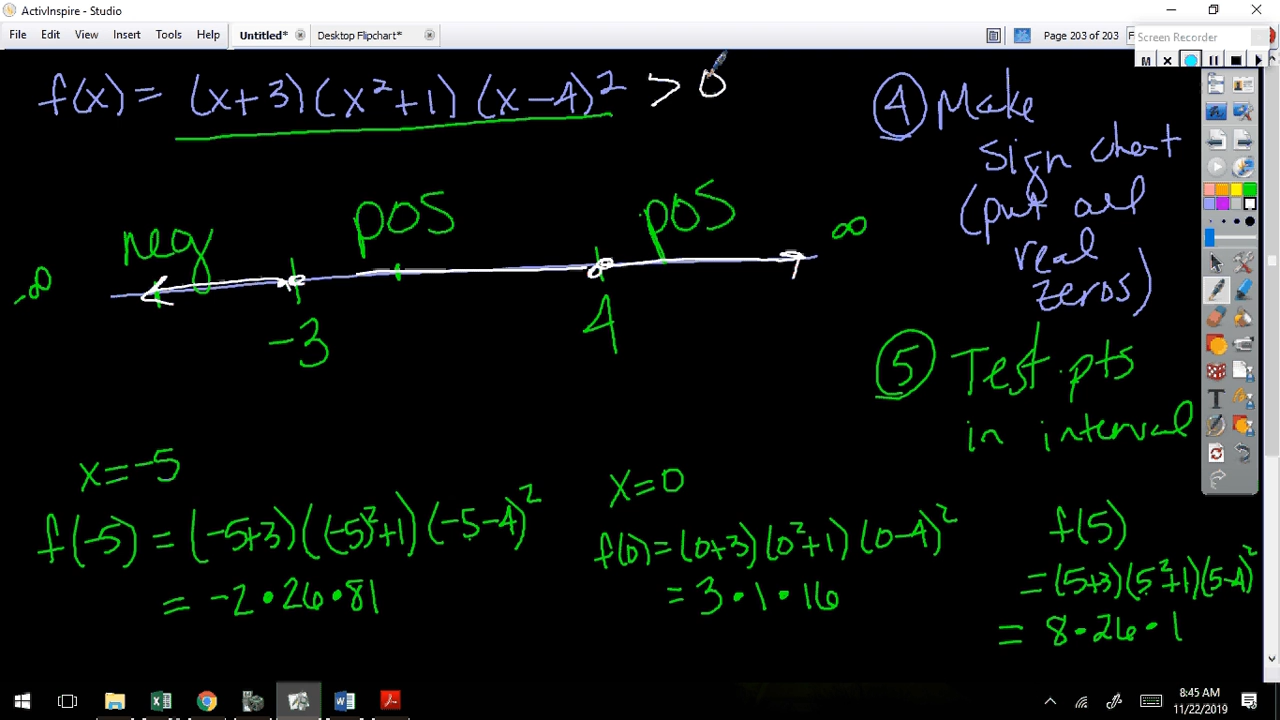 ActivInspire - Studio
File Edit View Insert Tools Help Untitled* Desktop Flipchart* Page 203 of 203
Screen Recorder
f(x) = (x+3)(x²+1)(x-4)² > 0
④ Make
sign chart
(put all
real
zeros)
neg pos pos
-∞ ∞
-3 4
⑤ Test pts
in interval
x=-5
f(-5) = (-5+3)((-5)²+1)(-5-4)²
= -2·26·81
x=0
f(0) = (0+3)(0²+1)(0-4)²
= 3·1·16
f(5)
= (5+3)(5²+1)(5-4)²
= 8·26·1
8:45 AM
11/22/2019